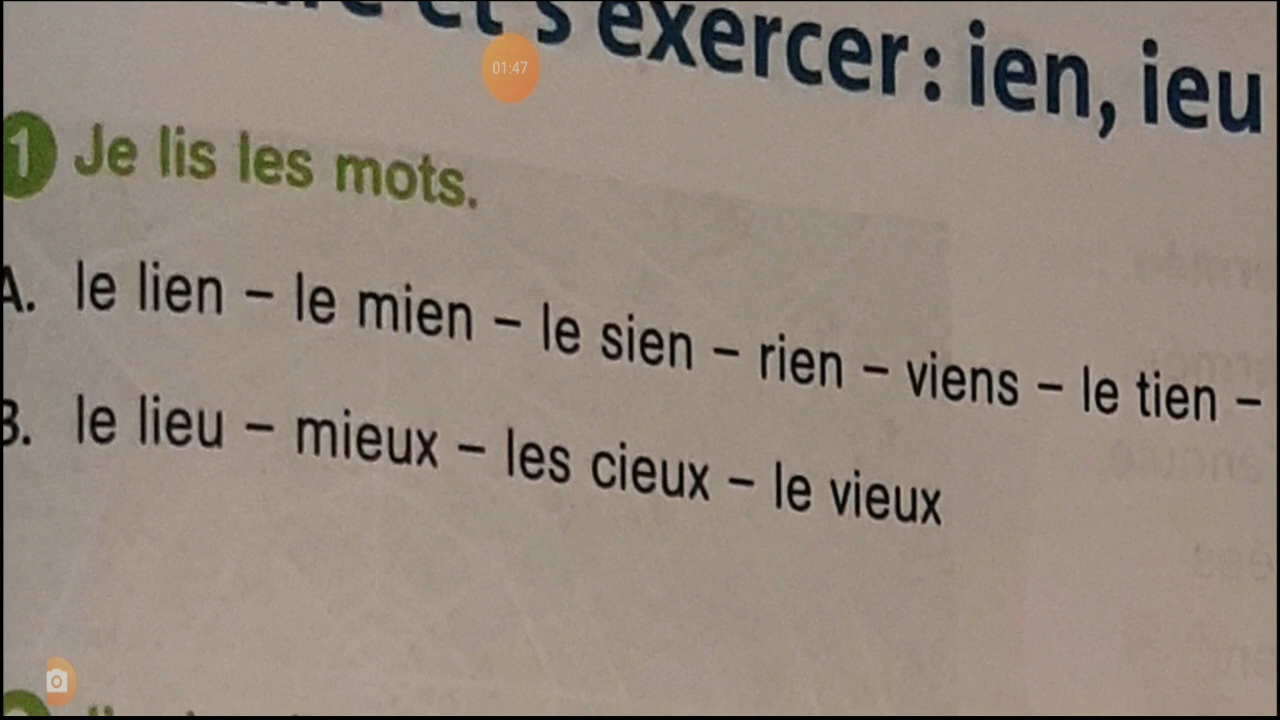 et s'exercer : ien, ieu
01:47
1 Je lis les mots.
A. le lien – le mien – le sien – rien – viens – le tien –
B. le lieu – mieux – les cieux – le vieux